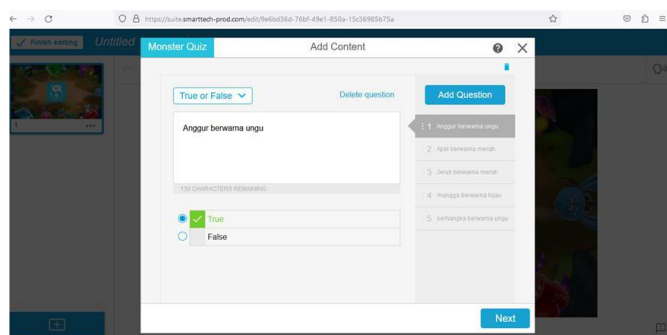 https://suite.smarttech-prod.com/edit/9e6bd36d-76bf-49e1-850a-15c36985b75a
Finish editing
Untitled
Monster Quiz
Add Content
True or False
Delete question
Add Question
Anggur berwarna ungu
130 CHARACTERS REMAINING
True
False
1 Anggur berwarna ungu
2 Apel berwarna merah
3 Jeruk berwarna merah
4 mangga berwarna hijau
5 semangka berwarna ungu
1
Next